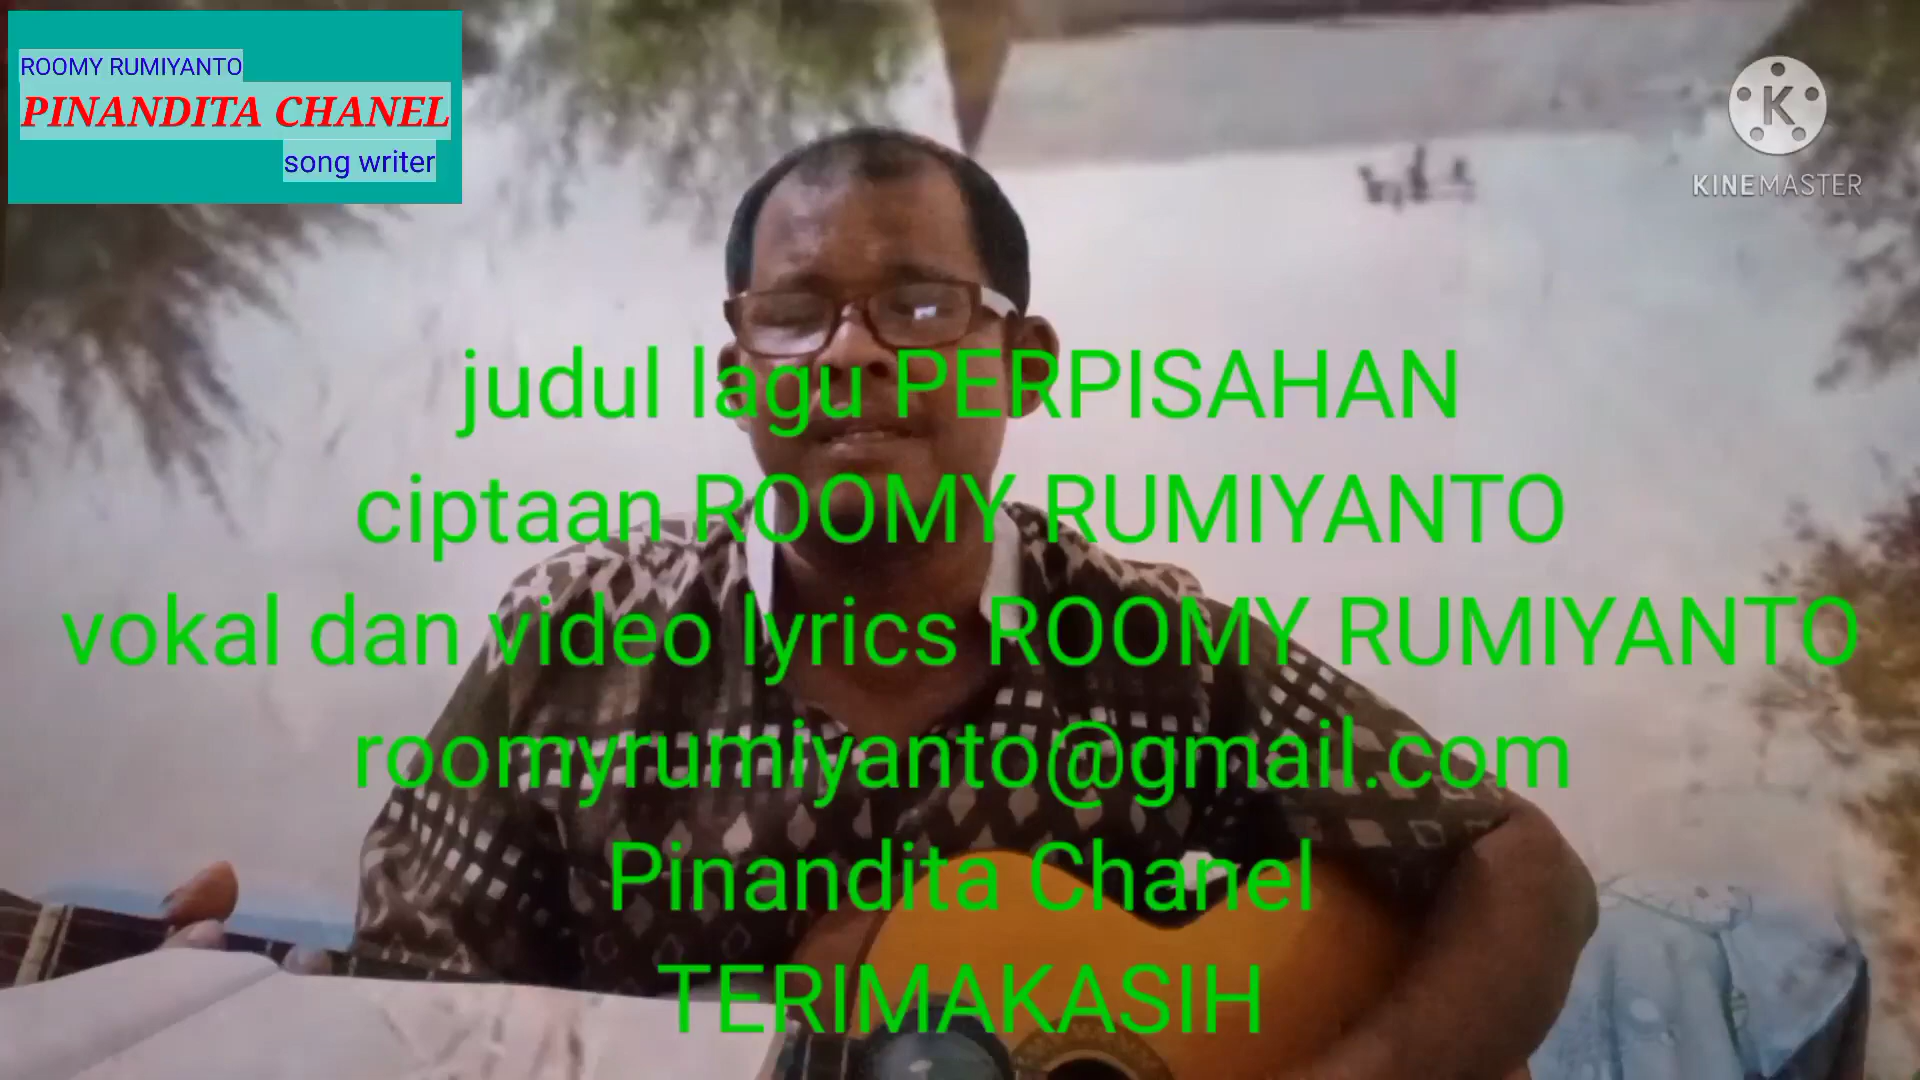 ROOMY RUMIYANTO
PINANDITA CHANEL
song writer
KINEMASTER
judul lagu PERPISAHAN
ciptaan ROOMY RUMIYANTO
vokal dan video lyrics ROOMY RUMIYANTO
roomyrumiyanto@gmail.com
Pinandita Chanel
TERIMAKASIH